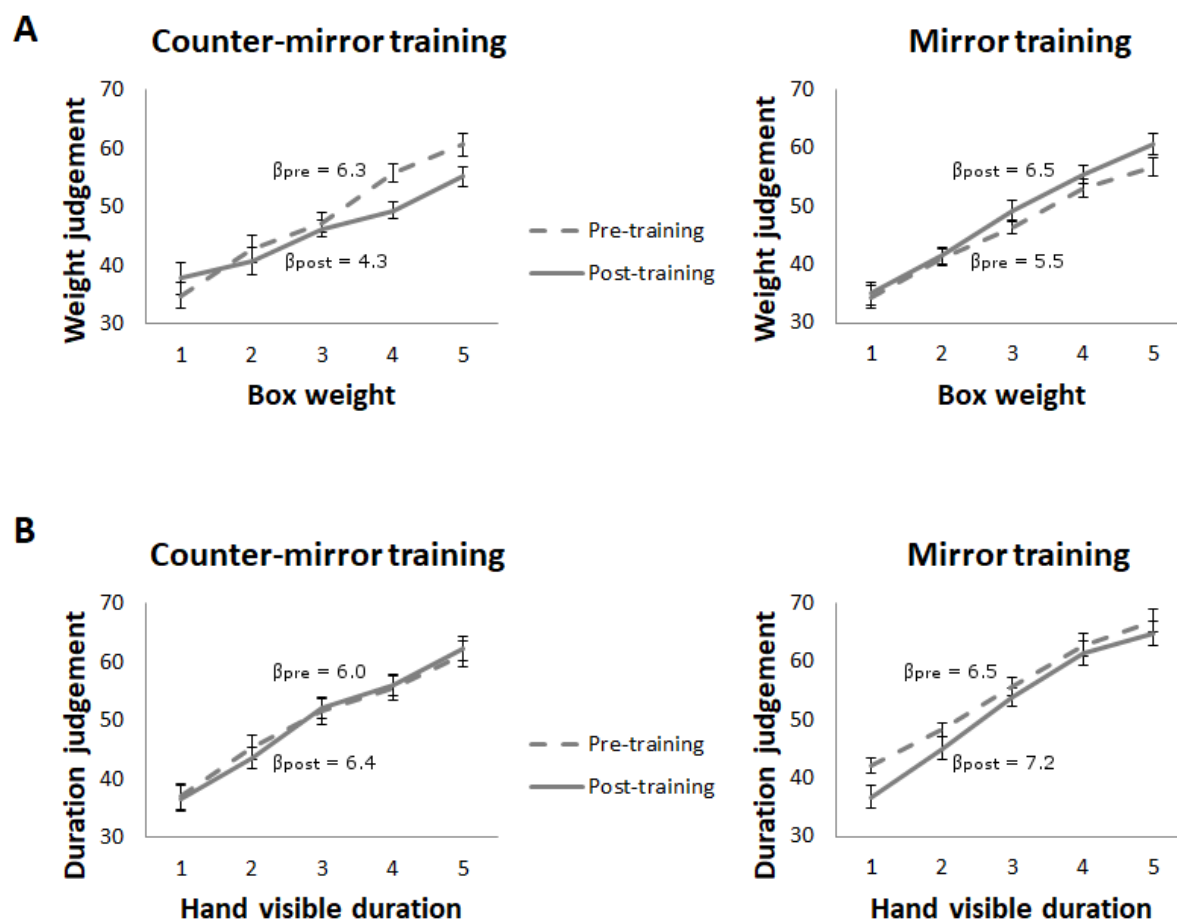 A
Counter-mirror training
Weight judgement
70
60
50
40
30
βpre = 6.3
βpost = 4.3
1 2 3 4 5
Box weight
Pre-training
Post-training
Mirror training
Weight judgement
70
60
50
40
30
βpost = 6.5
βpre = 5.5
1 2 3 4 5
Box weight
B
Counter-mirror training
Duration judgement
70
60
50
40
30
βpre = 6.0
βpost = 6.4
1 2 3 4 5
Hand visible duration
Pre-training
Post-training
Mirror training
Duration judgement
70
60
50
40
30
βpre = 6.5
βpost = 7.2
1 2 3 4 5
Hand visible duration